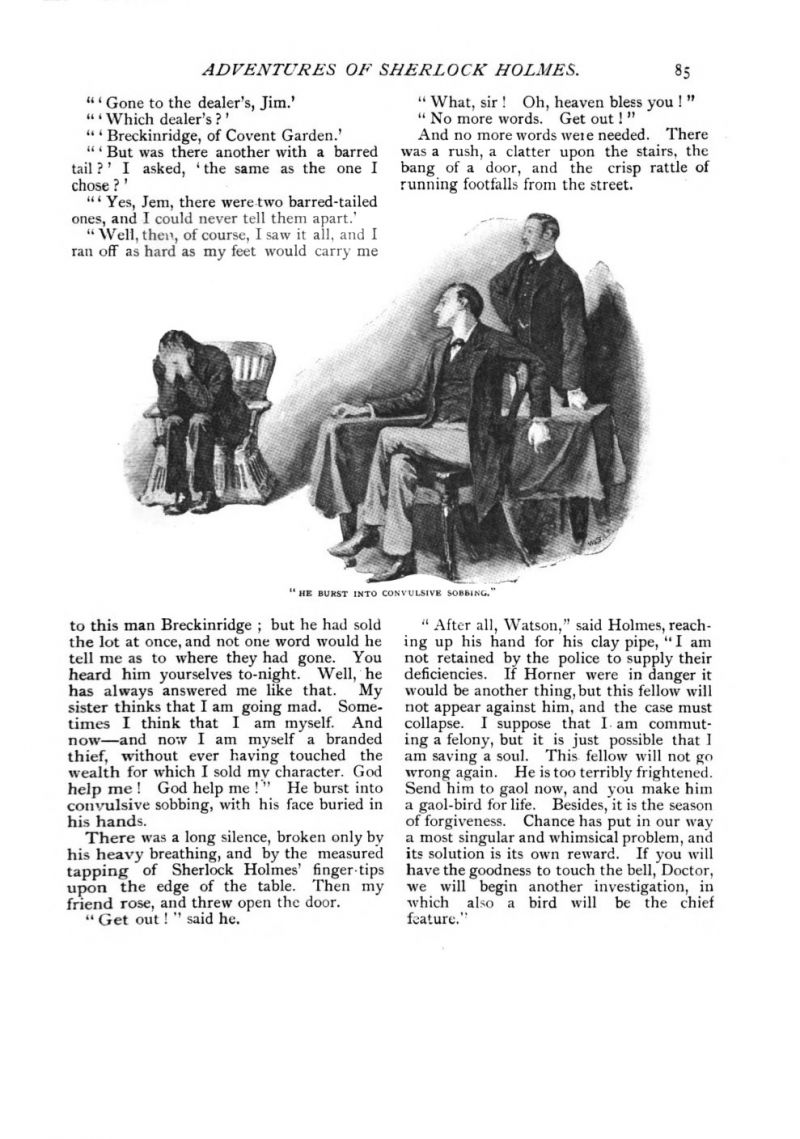 ADVENTURES OF SHERLOCK HOLMES. 85
“‘Gone to the dealer’s, Jim.’
“‘Which dealer’s?’
“‘Breckinridge, of Covent Garden.’
“‘But was there another with a barred
tail?’ I asked, ‘the same as the one I
chose?’
“‘Yes, Jem, there were two barred-tailed
ones, and I could never tell them apart.’
“Well, then, of course, I saw it all, and I
ran off as hard as my feet would carry me
“What, sir! Oh, heaven bless you!”
“No more words. Get out!”
And no more words were needed. There
was a rush, a clatter upon the stairs, the
bang of a door, and the crisp rattle of
running footfalls from the street.
“HE BURST INTO CONVULSIVE SOBBING.”
to this man Breckinridge; but he had sold
the lot at once, and not one word would he
tell me as to where they had gone. You
heard him yourselves to-night. Well, he
has always answered me like that. My
sister thinks that I am going mad. Some-
times I think that I am myself. And
now—and now I am myself a branded
thief, without ever having touched the
wealth for which I sold my character. God
help me! God help me!” He burst into
convulsive sobbing, with his face buried in
his hands.
There was a long silence, broken only by
his heavy breathing, and by the measured
tapping of Sherlock Holmes’ finger-tips
upon the edge of the table. Then my
friend rose, and threw open the door.
“Get out!” said he.
“After all, Watson,” said Holmes, reach-
ing up his hand for his clay pipe, “I am
not retained by the police to supply their
deficiencies. If Horner were in danger it
would be another thing, but this fellow will
not appear against him, and the case must
collapse. I suppose that I am commut-
ing a felony, but it is just possible that I
am saving a soul. This fellow will not go
wrong again. He is too terribly frightened.
Send him to gaol now, and you make him
a gaol-bird for life. Besides, it is the season
of forgiveness. Chance has put in our way
a most singular and whimsical problem, and
its solution is its own reward. If you will
have the goodness to touch the bell, Doctor,
we will begin another investigation, in
which also a bird will be the chief
feature.”